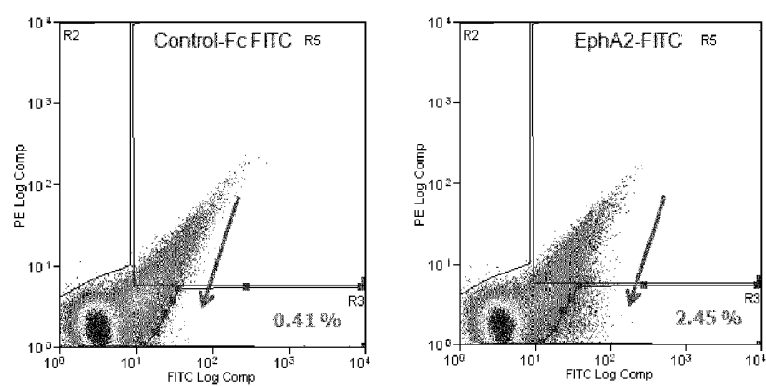 R2 Control-Fc FITC R5
10⁴
10³
10²
10¹
10⁰
PE Log Comp
R3
0.41 %
10⁰ 10¹ 10² 10³ 10⁴
FITC Log Comp
R2 EphA2-FITC R5
10⁴
10³
10²
10¹
10⁰
PE Log Comp
R3
2.45 %
10⁰ 10¹ 10² 10³ 10⁴
FITC Log Comp